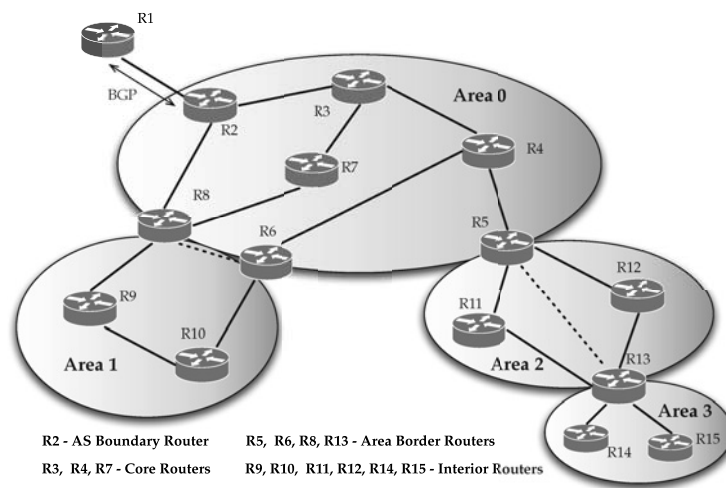 R1
BGP
R2
R3
Area 0
R7
R4
R8
R6
R5
R9
R10
Area 1
R12
R11
Area 2
R13
Area 3
R14
R15
R2 - AS Boundary Router
R5, R6, R8, R13 - Area Border Routers
R3, R4, R7 - Core Routers
R9, R10, R11, R12, R14, R15 - Interior Routers